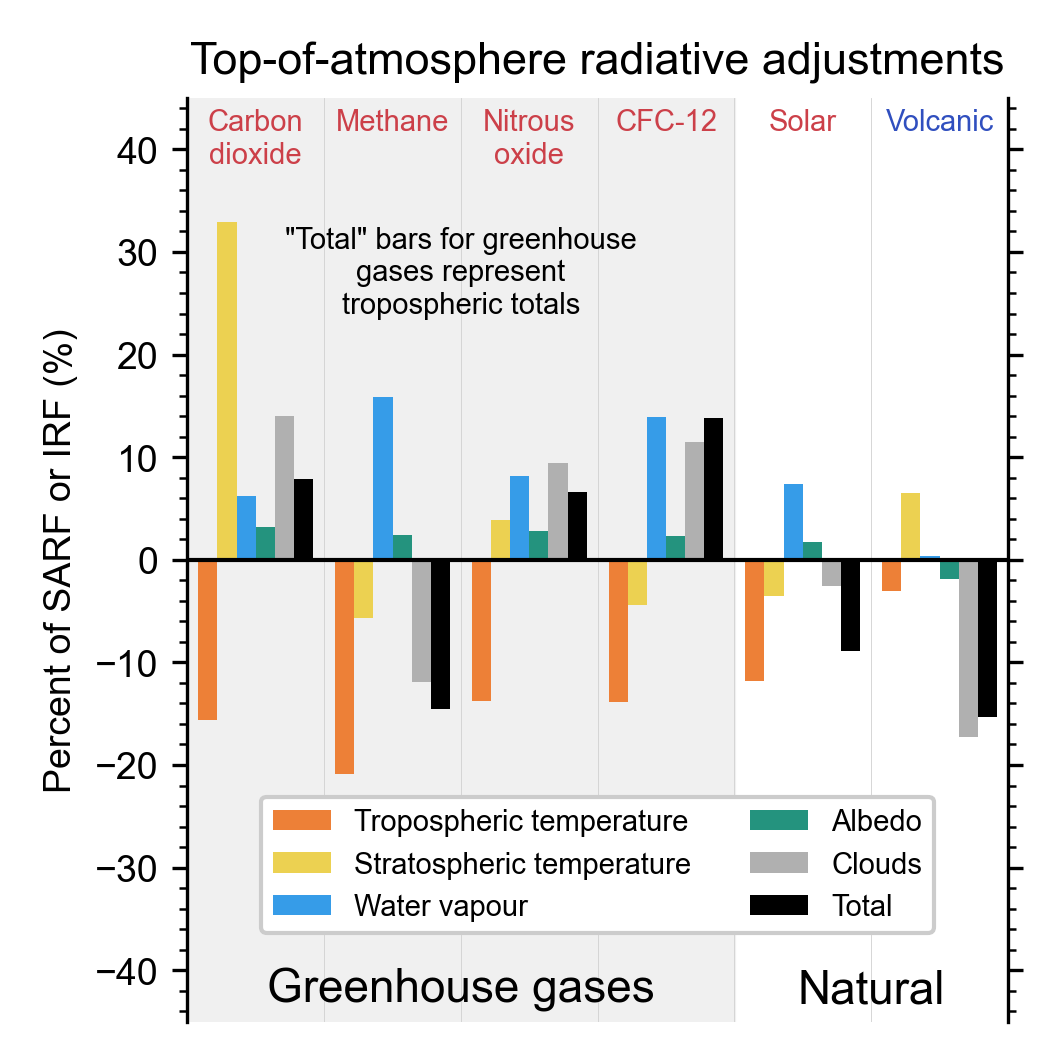 Top-of-atmosphere radiative adjustments
Carbon
dioxide
Methane
Nitrous
oxide
CFC-12
Solar
Volcanic
"Total" bars for greenhouse
gases represent
tropospheric totals
Percent of SARF or IRF (%)
40
30
20
10
0
−10
−20
−30
−40
Tropospheric temperature
Stratospheric temperature
Water vapour
Albedo
Clouds
Total
Greenhouse gases
Natural